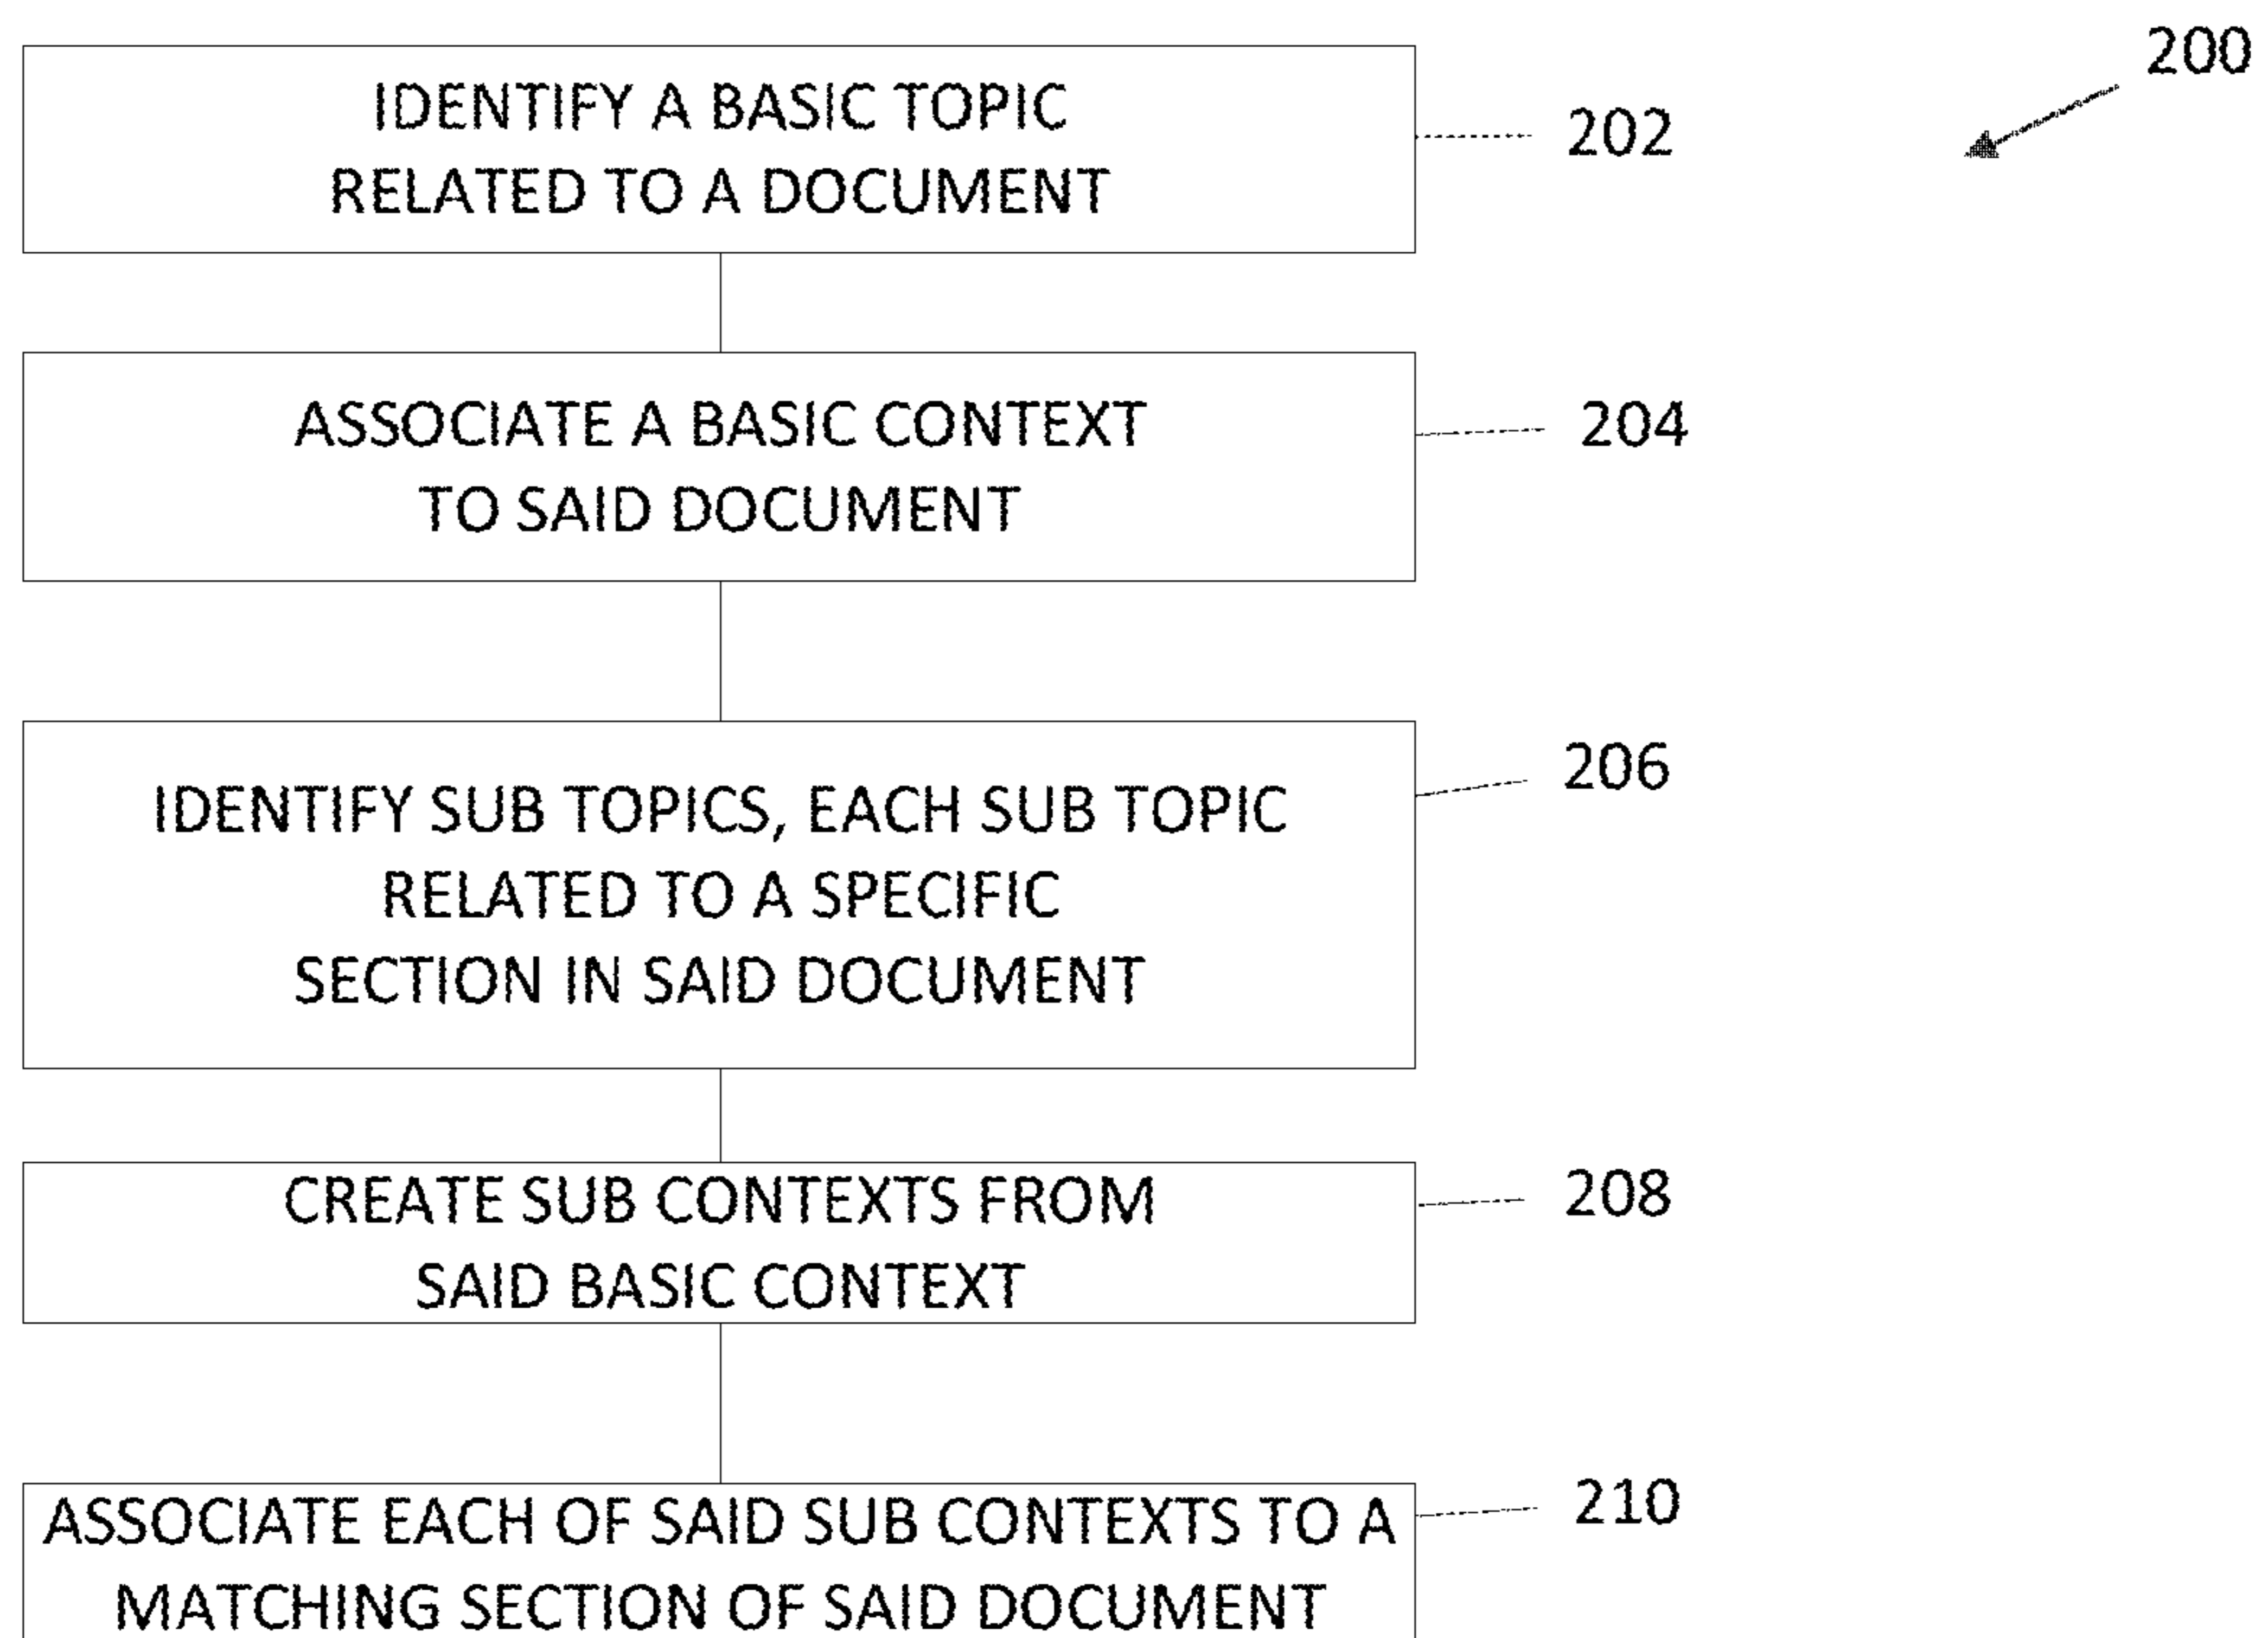 200
IDENTIFY A BASIC TOPIC
RELATED TO A DOCUMENT
202
ASSOCIATE A BASIC CONTEXT
TO SAID DOCUMENT
204
IDENTIFY SUB TOPICS, EACH SUB TOPIC
RELATED TO A SPECIFIC
SECTION IN SAID DOCUMENT
206
CREATE SUB CONTEXTS FROM
SAID BASIC CONTEXT
208
ASSOCIATE EACH OF SAID SUB CONTEXTS TO A
MATCHING SECTION OF SAID DOCUMENT
210